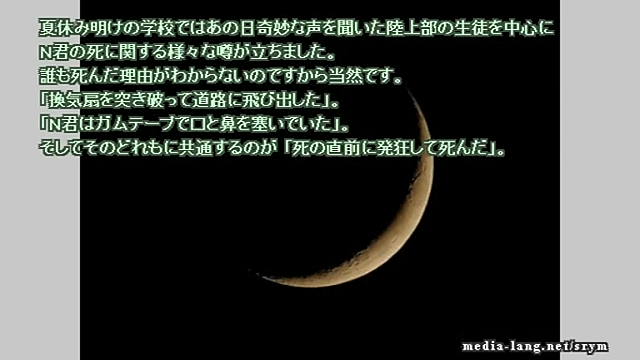 夏休み明けの学校ではあの日奇妙な声を聞いた陸上部の生徒を中心に
N君の死に関する様々な噂が立ちました。
誰も死んだ理由がわからないのですから当然です。
「換気扇を突き破って道路に飛び出した」。
「N君はガムテープで口と鼻を塞いでいた」。
そしてそのどれもに共通するのが「死の直前に発狂して死んだ」。
media-lang.net/srym